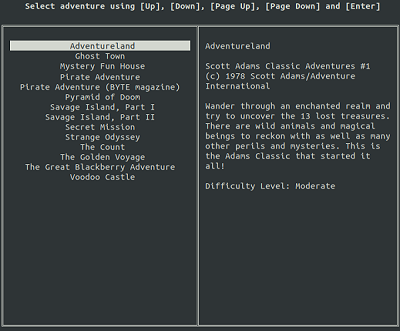 Select adventure using [Up], [Down], [Page Up], [Page Down] and [Enter]
Adventureland
Ghost Town
Mystery Fun House
Pirate Adventure
Pirate Adventure (BYTE magazine)
Pyramid of Doom
Savage Island, Part I
Savage Island, Part II
Secret Mission
Strange Odyssey
The Count
The Golden Voyage
The Great Blackberry Adventure
Voodoo Castle
Adventureland
Scott Adams Classic Adventures #1
(c) 1978 Scott Adams/Adventure
International
Wander through an enchanted realm and
try to uncover the 13 lost treasures.
There are wild animals and magical
beings to reckon with as well as many
other perils and mysteries. This is
the Adams Classic that started it
all!
Difficulty Level: Moderate